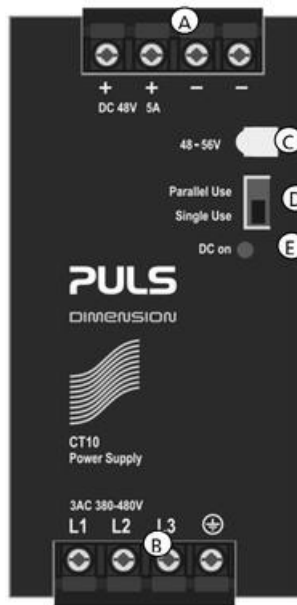 A
+ + – –
DC 48V 5A
48-56V
C
Parallel Use
D
Single Use
DC on
E
PULS
DIMENSION
CT10
Power Supply
3AC 380-480V
L1 L2 L3
B